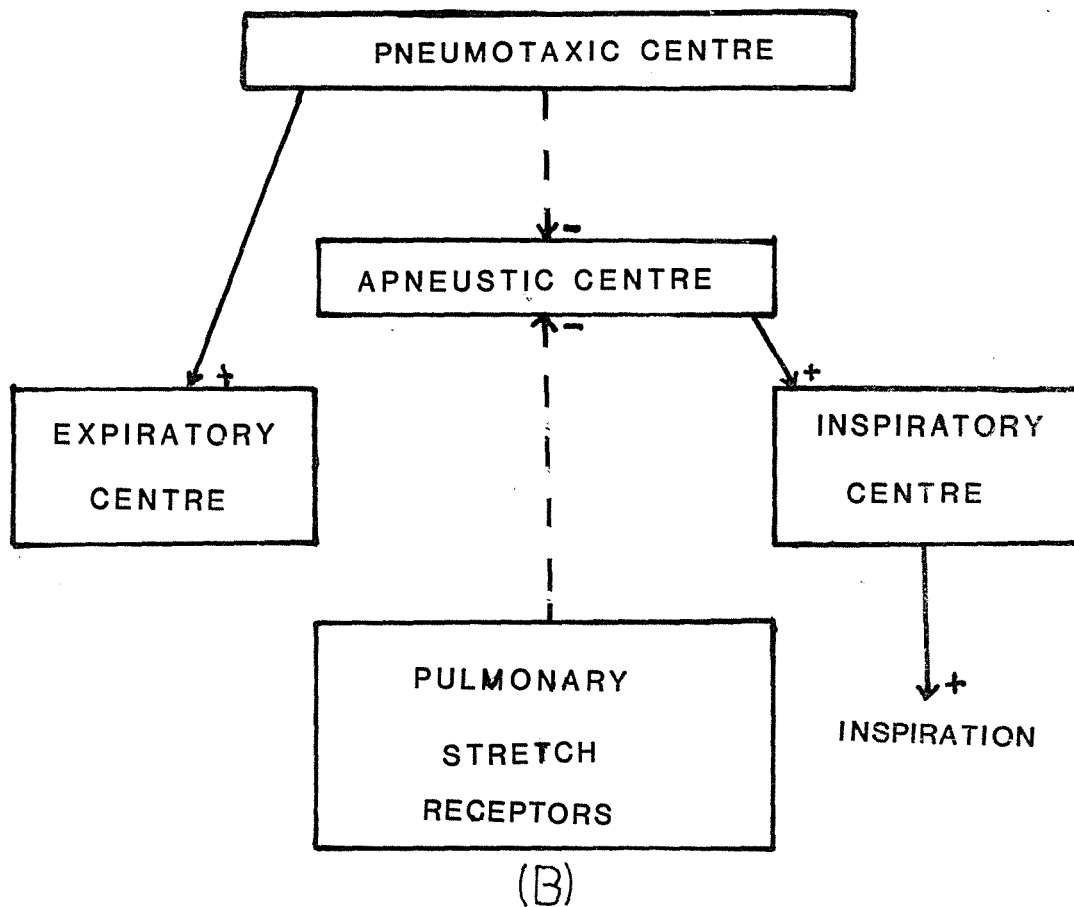 PNEUMOTAXIC CENTRE
-
APNEUSTIC CENTRE
-
+
+
EXPIRATORY
CENTRE
INSPIRATORY
CENTRE
PULMONARY
STRETCH
RECEPTORS
+
INSPIRATION
(B)